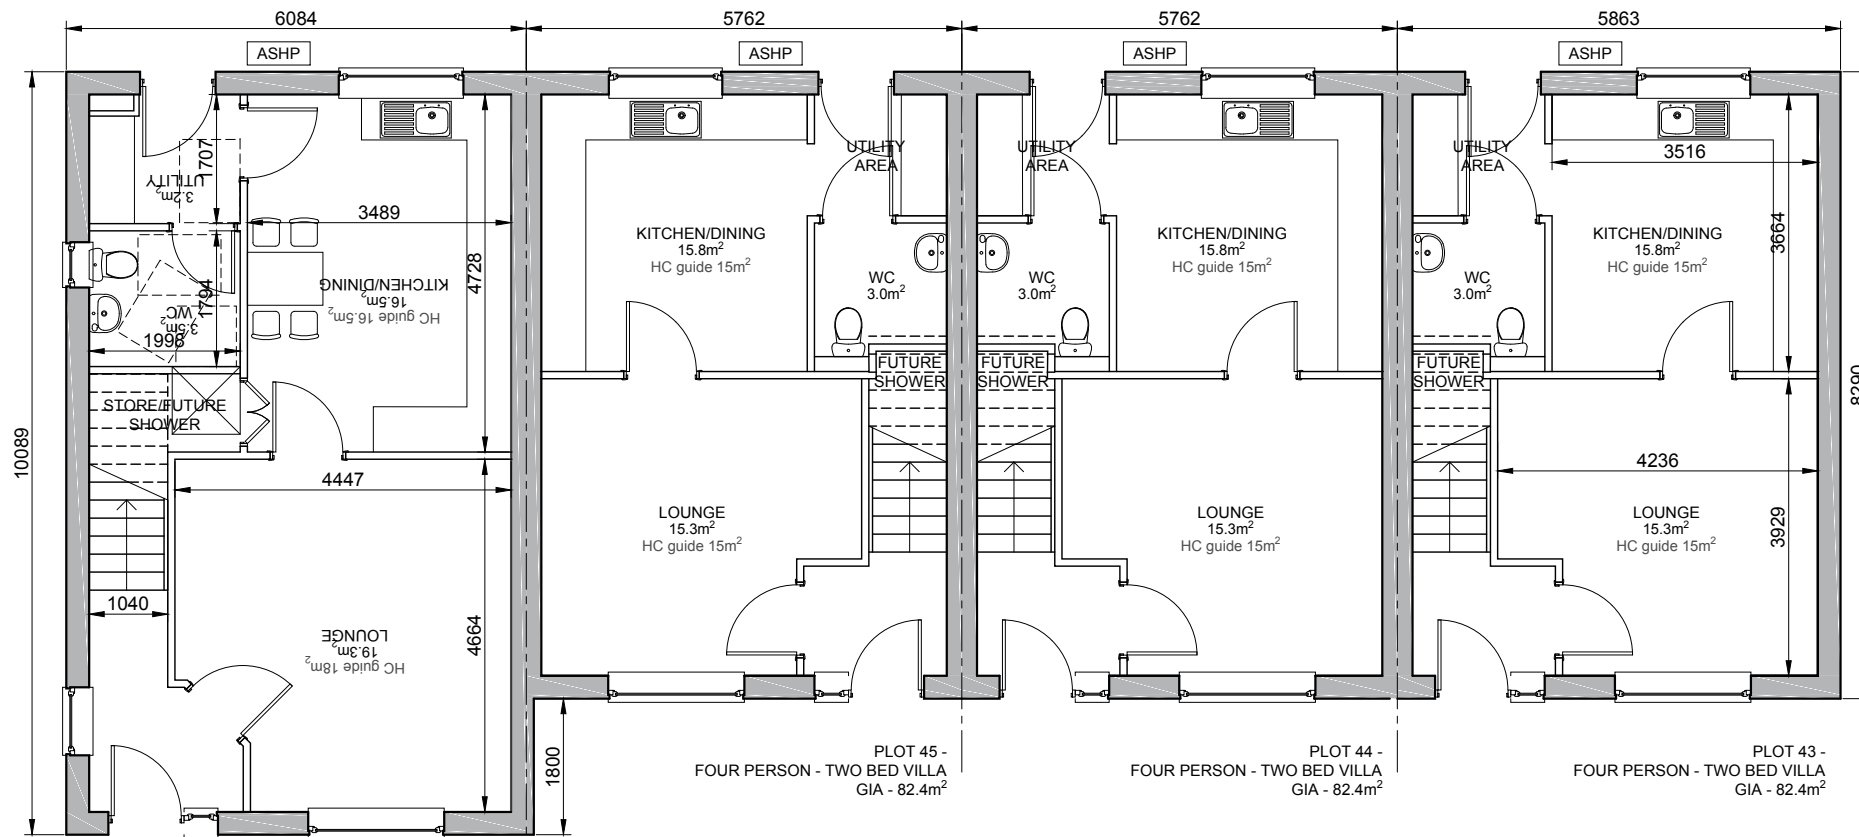 6084
5762
5762
5863
ASHP
ASHP
ASHP
ASHP
10089
1707
UTILITY
3.2m2
3489
4728
KITCHEN/DINING
16.5m2
HC guide 16.5m2
1794
WC
3.5m2
1998
STORE/FUTURE
SHOWER
4447
1040
LOUNGE
19.3m2
HC guide 18m2
4664
1800
KITCHEN/DINING
15.8m²
HC guide 15m²
UTILITY
AREA
WC
3.0m²
FUTURE
SHOWER
LOUNGE
15.3m²
HC guide 15m²
PLOT 45 -
FOUR PERSON - TWO BED VILLA
GIA - 82.4m²
UTILITY
AREA
KITCHEN/DINING
15.8m²
HC guide 15m²
WC
3.0m²
FUTURE
SHOWER
LOUNGE
15.3m²
HC guide 15m²
PLOT 44 -
FOUR PERSON - TWO BED VILLA
GIA - 82.4m²
UTILITY
AREA
3516
KITCHEN/DINING
15.8m²
HC guide 15m²
3664
WC
3.0m²
FUTURE
SHOWER
4236
LOUNGE
15.3m²
HC guide 15m²
3929
8290
PLOT 43 -
FOUR PERSON - TWO BED VILLA
GIA - 82.4m²